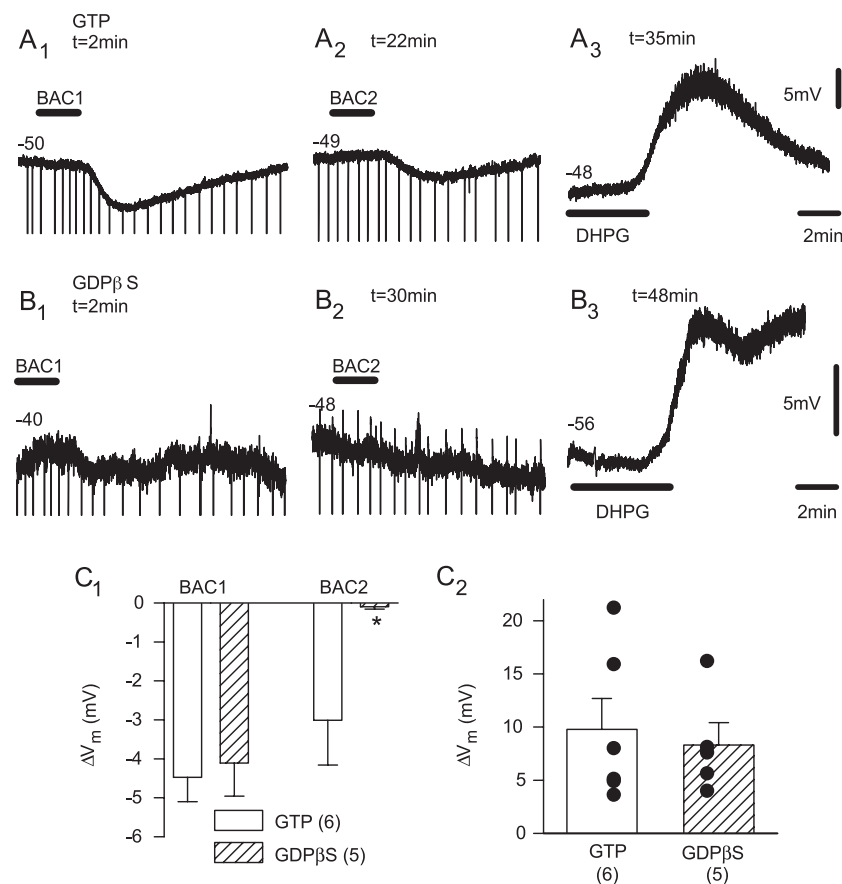 A1 GTP
t=2min
BAC1
-50
A2 t=22min
BAC2
-49
A3 t=35min
5mV
-48
DHPG
2min
B1 GDPβ S
t=2min
BAC1
-40
B2 t=30min
BAC2
-48
B3 t=48min
5mV
-56
DHPG
2min
C1 BAC1 BAC2
0
-1
-2
-3
-4
-5
-6
ΔVm (mV)
*
GTP (6)
GDPβS (5)
C2
20
15
10
5
0
ΔVm (mV)
GTP
(6)
GDPβS
(5)